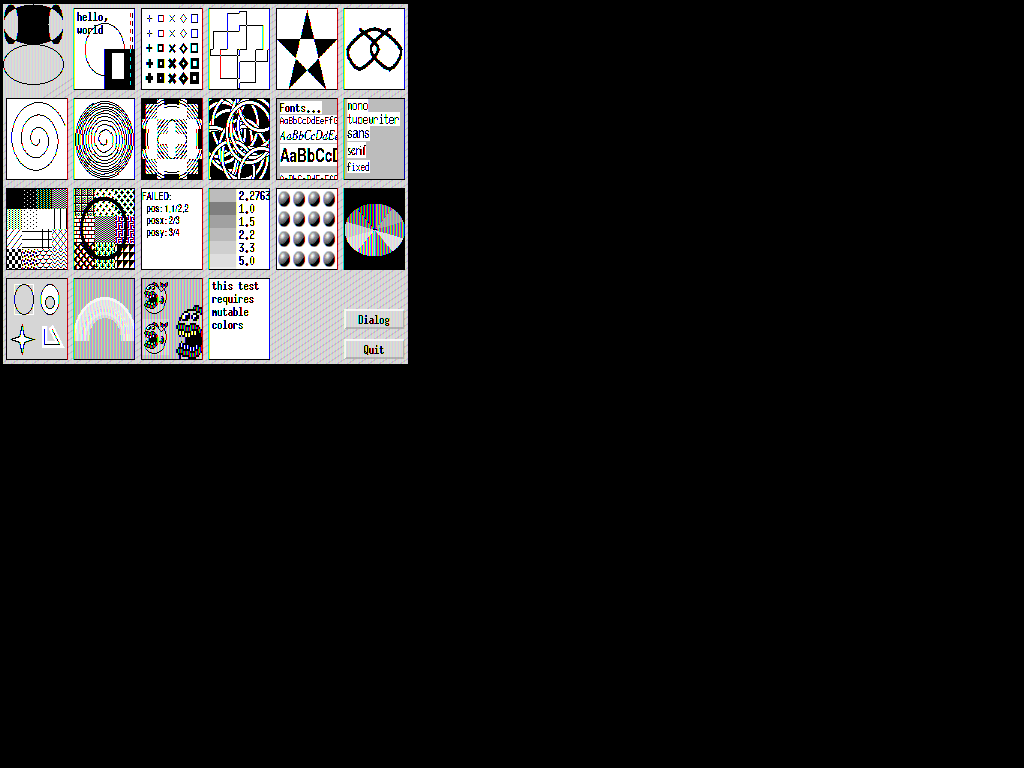 hello,
world
Fonts...
AaBbCcDdEeFfG
AaBbCcDdEe
AaBbCcD
mono
typewriter
sans
serif
fixed
FAILED:
pos: 1,1/2,2
posx: 2/3
posy: 3/4
2.2763
1.0
1.5
2.2
3.3
5.0
this test
requires
mutable
colors
Dialog
Quit